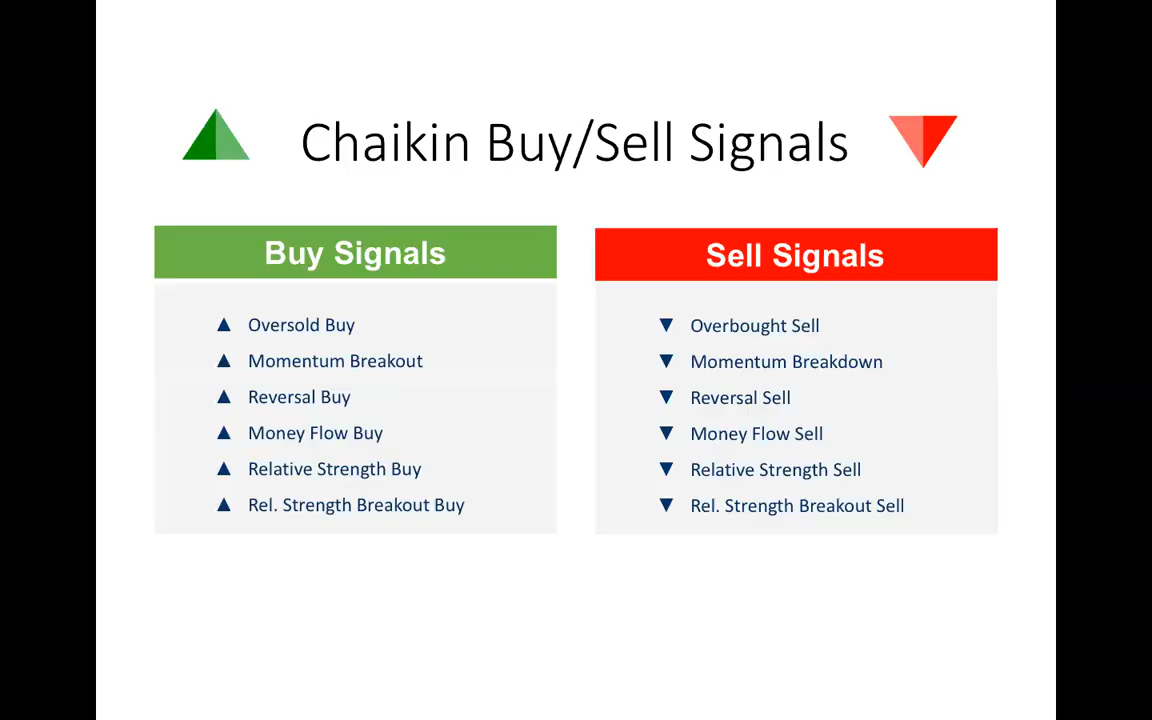 Chaikin Buy/Sell Signals
Buy Signals
▲ Oversold Buy
▲ Momentum Breakout
▲ Reversal Buy
▲ Money Flow Buy
▲ Relative Strength Buy
▲ Rel. Strength Breakout Buy
Sell Signals
▼ Overbought Sell
▼ Momentum Breakdown
▼ Reversal Sell
▼ Money Flow Sell
▼ Relative Strength Sell
▼ Rel. Strength Breakout Sell